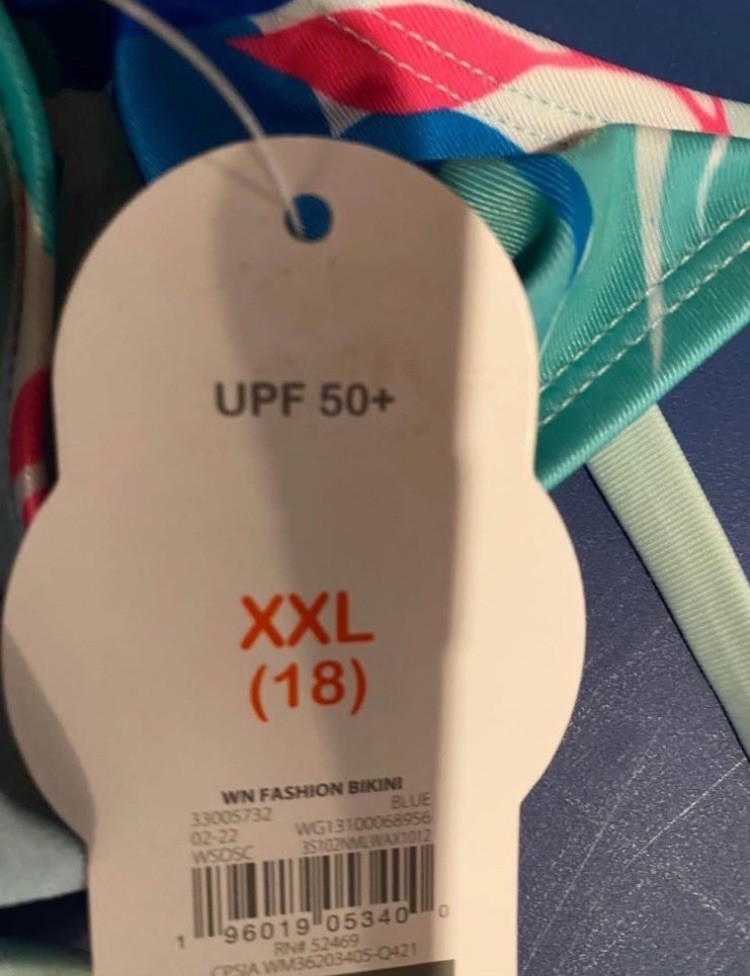 UPF 50+
XXL
(18)
WN FASHION BIKINI
33005732 BLUE
02-22 WG13100068956
WSDSC 3S102NMLWAX1012
1 96019 05340 0
RN# 52469
CPSIA WM36203405-Q421